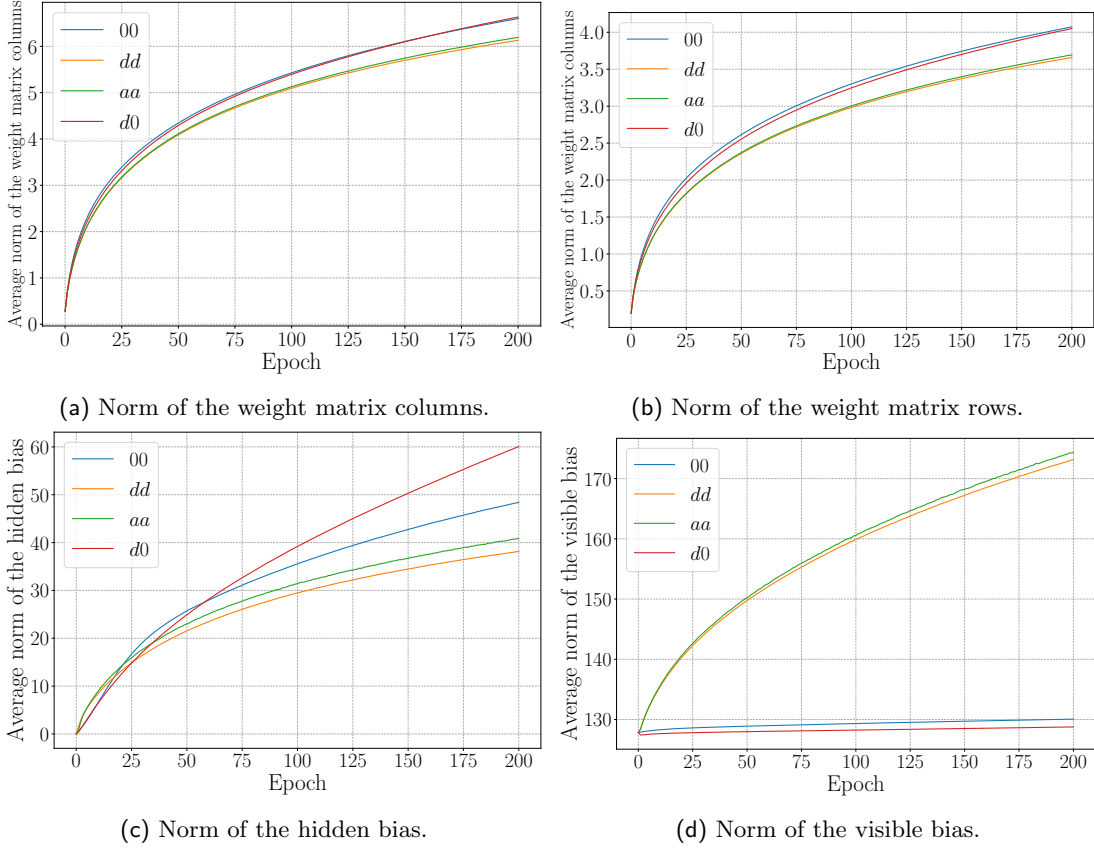 Average norm of the weight matrix columns
6
5
4
3
2
1
0
00
dd
aa
d0
0 25 50 75 100 125 150 175 200
Epoch
(a) Norm of the weight matrix columns.
Average norm of the weight matrix columns
4.0
3.5
3.0
2.5
2.0
1.5
1.0
0.5
00
dd
aa
d0
0 25 50 75 100 125 150 175 200
Epoch
(b) Norm of the weight matrix rows.
Average norm of the hidden bias
60
50
40
30
20
10
0
00
dd
aa
d0
0 25 50 75 100 125 150 175 200
Epoch
(c) Norm of the hidden bias.
Average norm of the visible bias
170
160
150
140
130
00
dd
aa
d0
0 25 50 75 100 125 150 175 200
Epoch
(d) Norm of the visible bias.